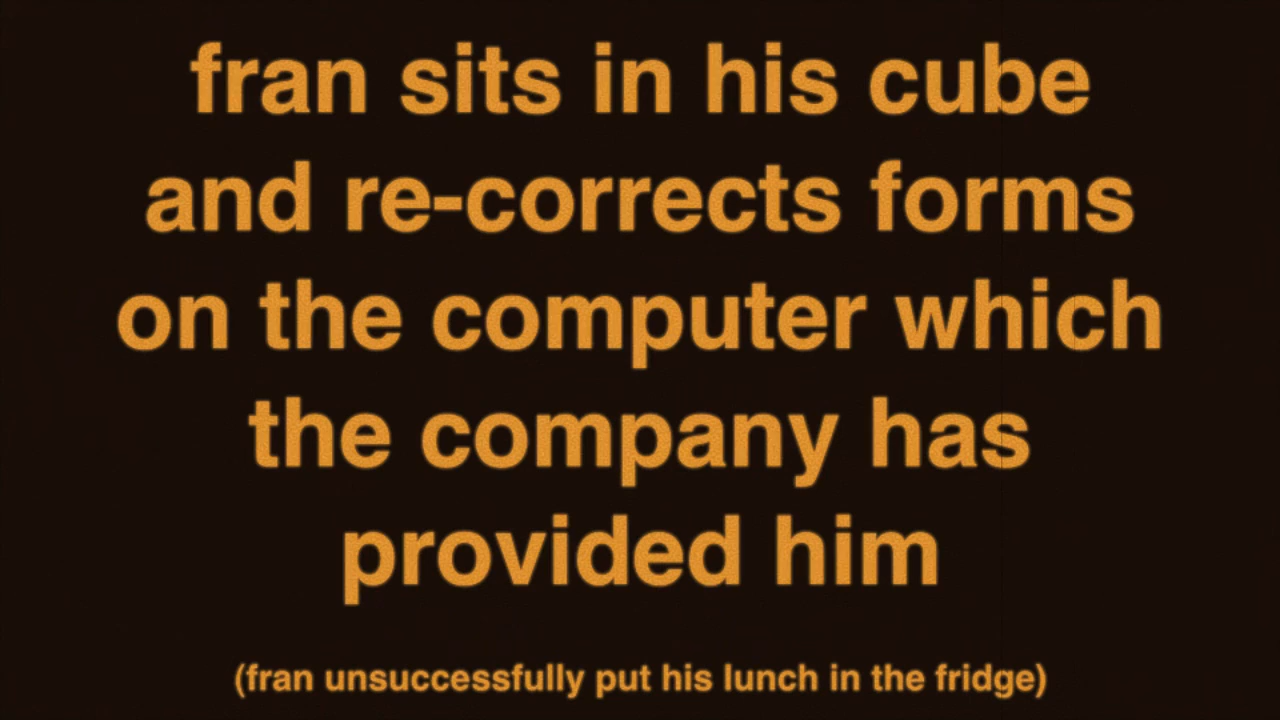 fran sits in his cube
and re-corrects forms
on the computer which
the company has
provided him
(fran unsuccessfully put his lunch in the fridge)